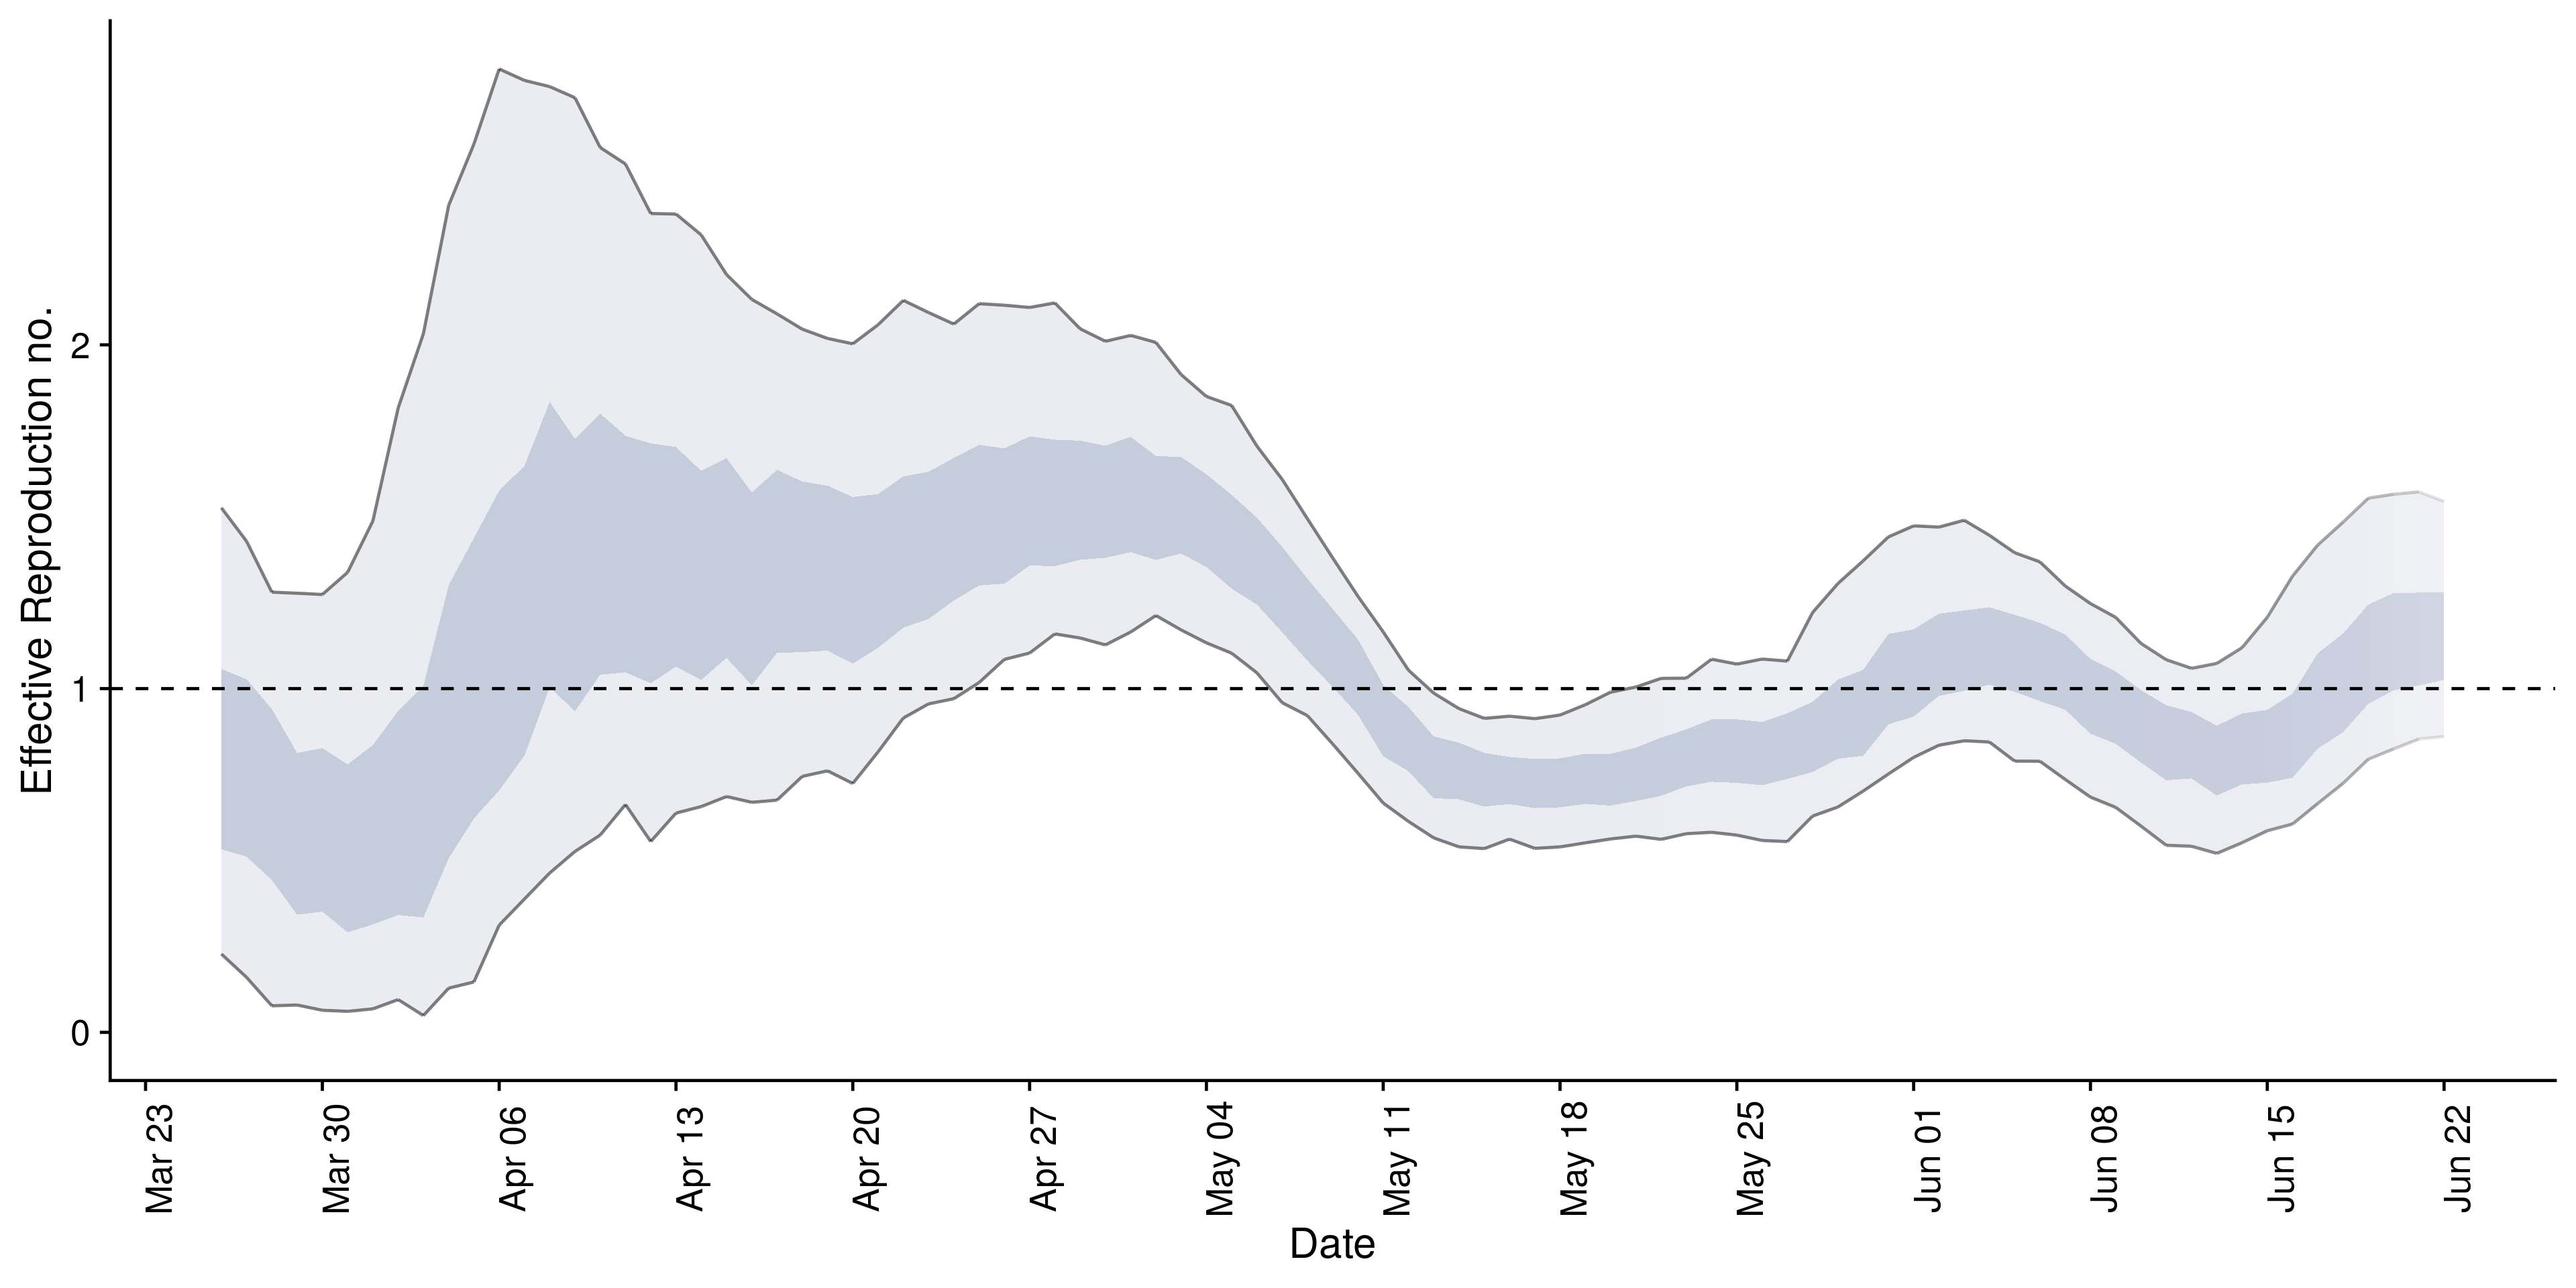 Effective Reproduction no.
2
1
0
Mar 23
Mar 30
Apr 06
Apr 13
Apr 20
Apr 27
May 04
May 11
May 18
May 25
Jun 01
Jun 08
Jun 15
Jun 22
Date